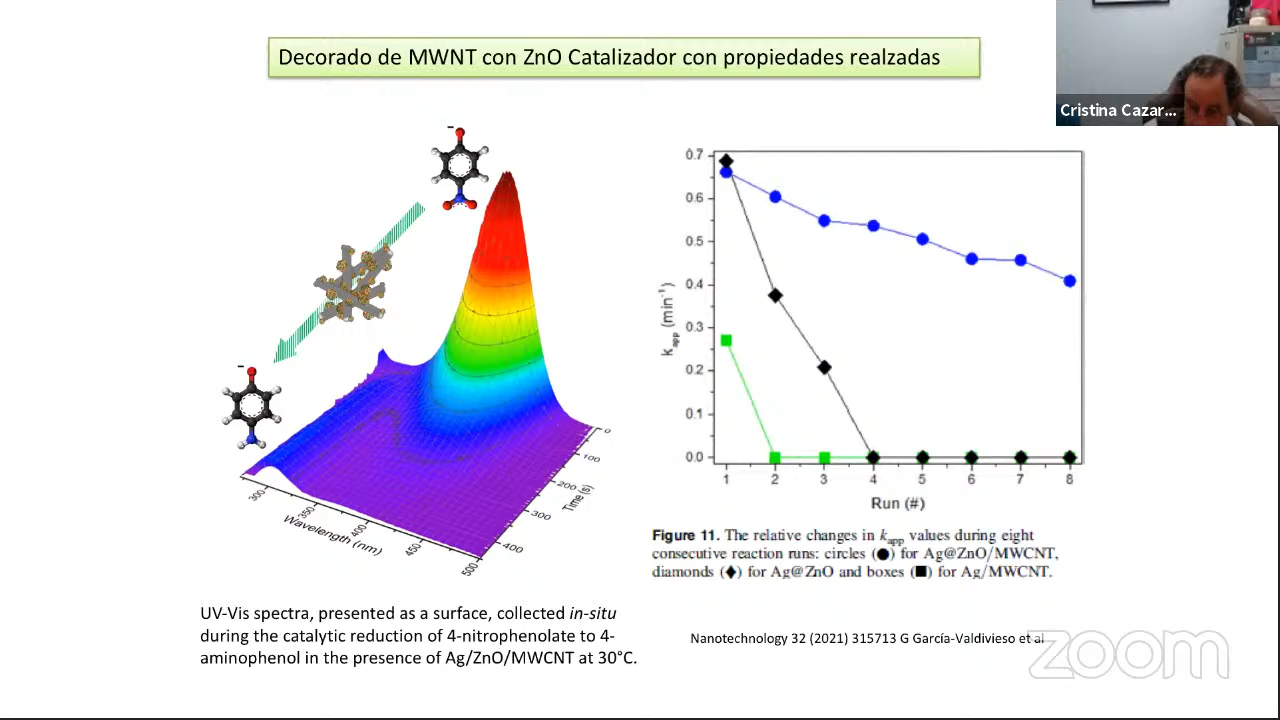 Decorado de MWNT con ZnO Catalizador con propiedades realzadas
Cristina Cazar...
300
350
400
450
500
Wavelength (nm)
0
100
200
300
400
Time (s)
0.7
0.6
0.5
0.4
0.3
0.2
0.1
0.0
k_app (min⁻¹)
1 2 3 4 5 6 7 8
Run (#)
Figure 11. The relative changes in k_app values during eight
consecutive reaction runs: circles (●) for Ag@ZnO/MWCNT,
diamonds (♦) for Ag@ZnO and boxes (■) for Ag/MWCNT.
UV-Vis spectra, presented as a surface, collected in-situ
during the catalytic reduction of 4-nitrophenolate to 4-
aminophenol in the presence of Ag/ZnO/MWCNT at 30°C.
Nanotechnology 32 (2021) 315713 G García-Valdivieso et al
zoom